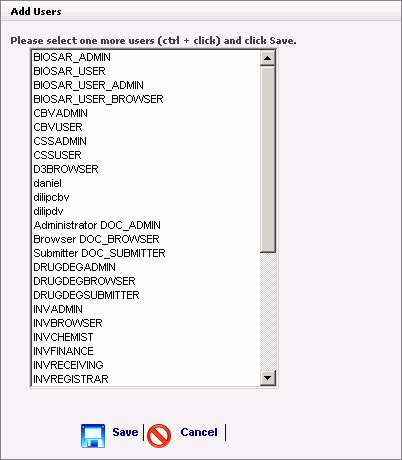 Add Users
Please select one more users (ctrl + click) and click Save.
BIOSAR_ADMIN
BIOSAR_USER
BIOSAR_USER_ADMIN
BIOSAR_USER_BROWSER
CBVADMIN
CBVUSER
CSSADMIN
CSSUSER
D3BROWSER
daniel
dilipcbv
dilipdv
Administrator DOC_ADMIN
Browser DOC_BROWSER
Submitter DOC_SUBMITTER
DRUGDEGADMIN
DRUGDEGBROWSER
DRUGDEGSUBMITTER
INVADMIN
INVBROWSER
INVCHEMIST
INVFINANCE
INVRECEIVING
INVREGISTRAR
Save Cancel